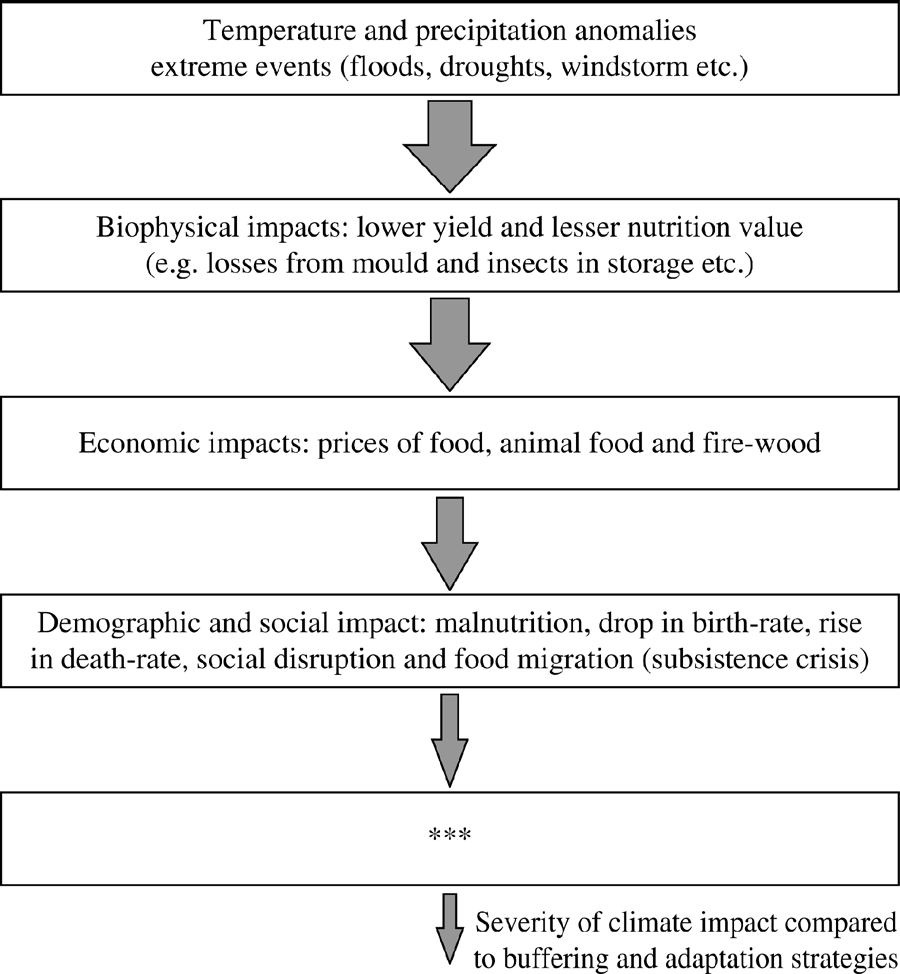 Temperature and precipitation anomalies
extreme events (floods, droughts, windstorm etc.)
Biophysical impacts: lower yield and lesser nutrition value
(e.g. losses from mould and insects in storage etc.)
Economic impacts: prices of food, animal food and fire-wood
Demographic and social impact: malnutrition, drop in birth-rate, rise
in death-rate, social disruption and food migration (subsistence crisis)
***
Severity of climate impact compared
to buffering and adaptation strategies